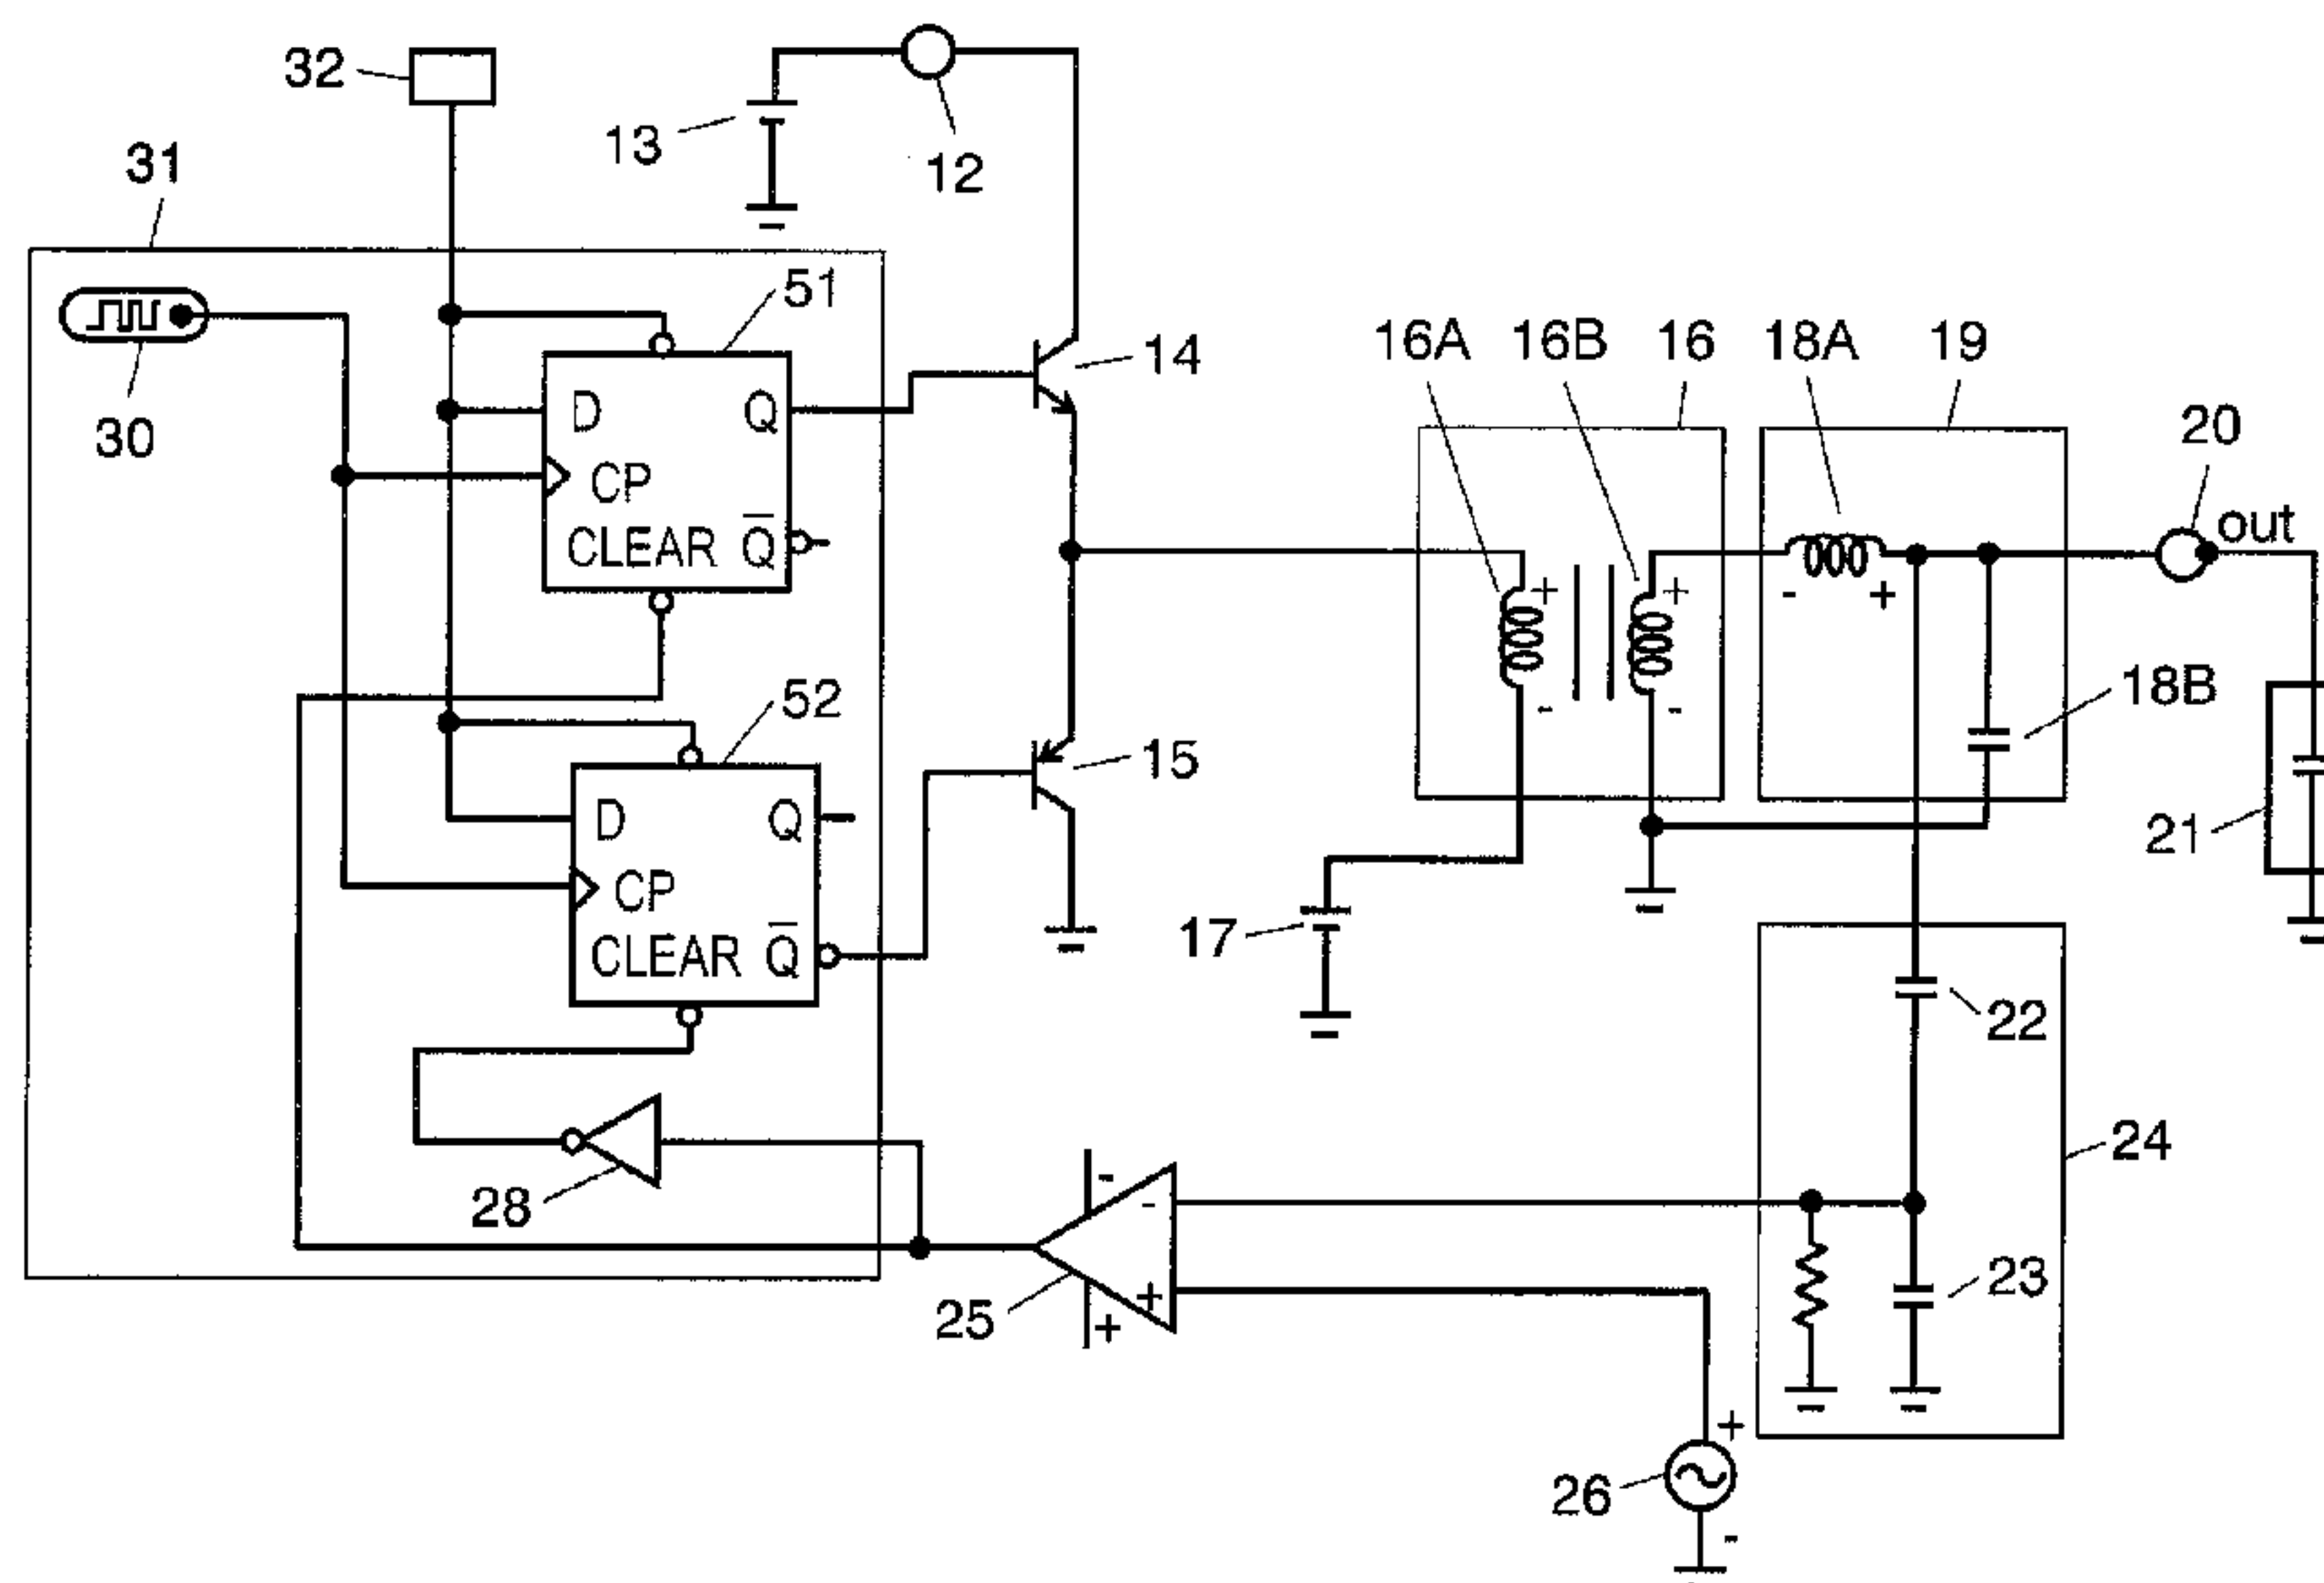 32
13
12
31
51
30
D Q
CP
CLEAR Q̅
14
16A 16B 16 18A 19
20
out
+ + - +
- -
18B
52
D Q
CP
CLEAR Q̅
15
17
21
22
24
28
- -
+ +
25
23
+
26
-